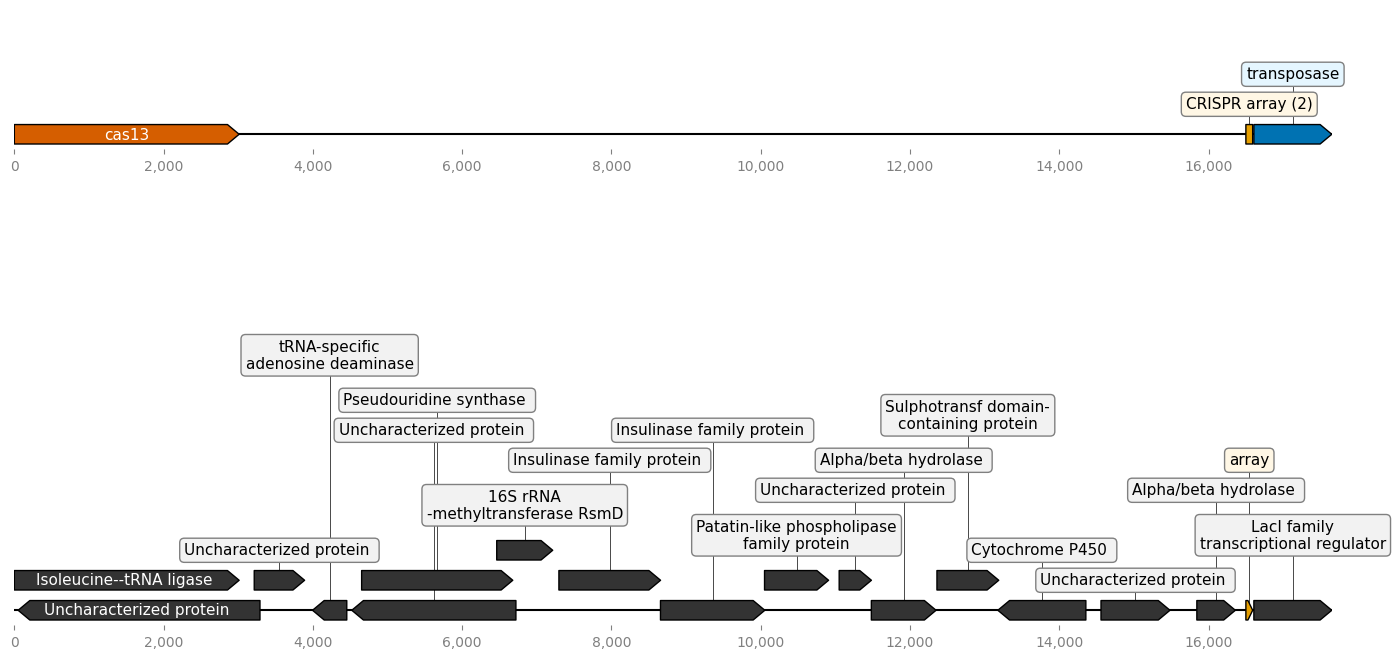 transposase
CRISPR array (2)
cas13
0 2,000 4,000 6,000 8,000 10,000 12,000 14,000 16,000
tRNA-specific
adenosine deaminase
Pseudouridine synthase
Sulphotransf domain-
containing protein
Uncharacterized protein
Insulinase family protein
Insulinase family protein
Alpha/beta hydrolase
array
Uncharacterized protein
Alpha/beta hydrolase
16S rRNA
-methyltransferase RsmD
Patatin-like phospholipase
family protein
LacI family
transcriptional regulator
Uncharacterized protein
Cytochrome P450
Isoleucine--tRNA ligase
Uncharacterized protein
Uncharacterized protein
0 2,000 4,000 6,000 8,000 10,000 12,000 14,000 16,000